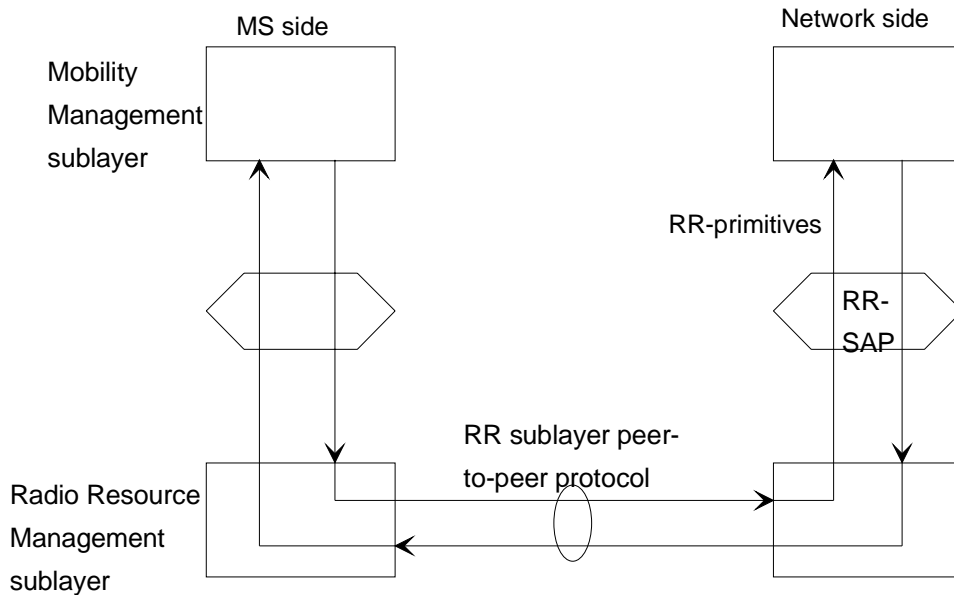 MS side
Network side
Mobility
Management
sublayer
RR-primitives
RR-
SAP
RR sublayer peer-
to-peer protocol
Radio Resource
Management
sublayer